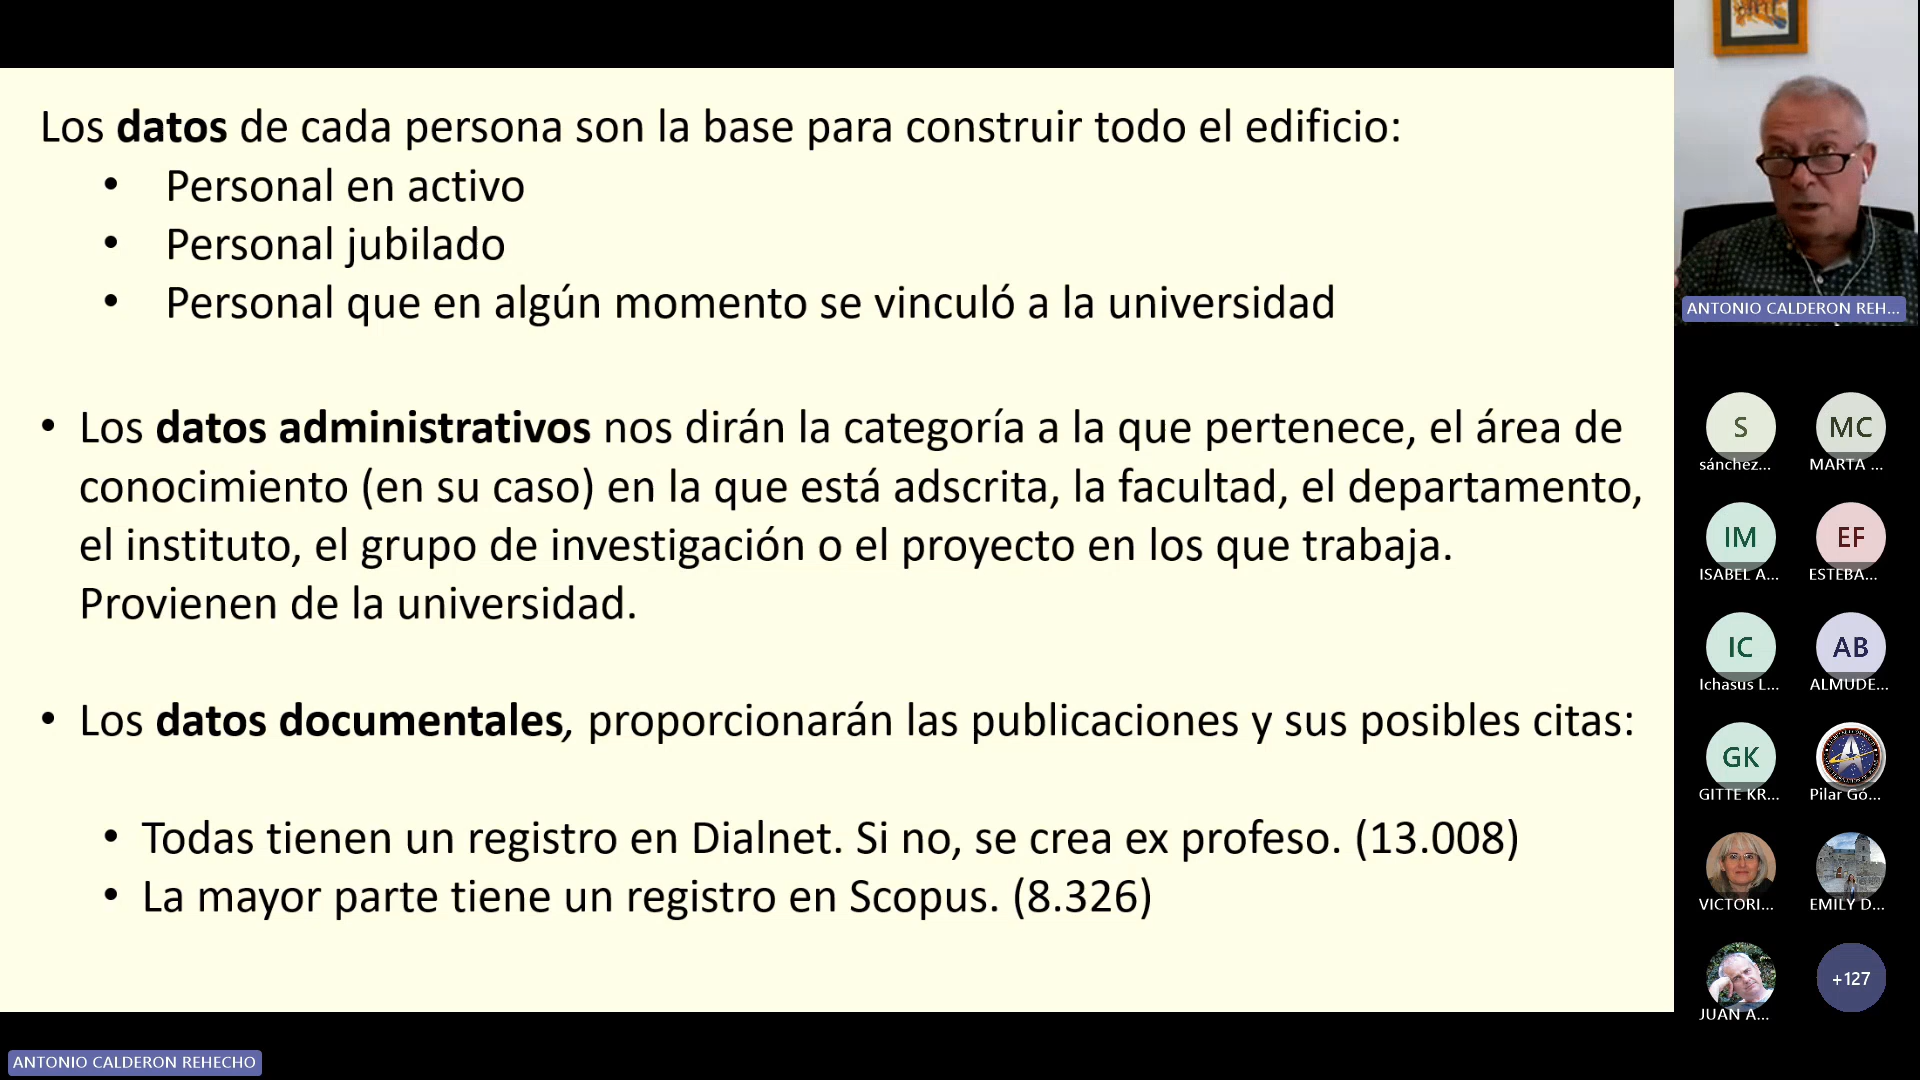 Los datos de cada persona son la base para construir todo el edificio:
• Personal en activo
• Personal jubilado
• Personal que en algún momento se vinculó a la universidad
• Los datos administrativos nos dirán la categoría a la que pertenece, el área de
conocimiento (en su caso) en la que está adscrita, la facultad, el departamento,
el instituto, el grupo de investigación o el proyecto en los que trabaja.
Provienen de la universidad.
• Los datos documentales, proporcionarán las publicaciones y sus posibles citas:
• Todas tienen un registro en Dialnet. Si no, se crea ex profeso. (13.008)
• La mayor parte tiene un registro en Scopus. (8.326)
ANTONIO CALDERON REHECHO
ANTONIO CALDERON REH...
S
sánchez...
MC
MARTA ...
IM
ISABEL A...
EF
ESTEBA...
IC
Ichasus L...
AB
ALMUDE...
GK
GITTE KR...
Pilar Gó...
VICTORI...
EMILY D...
JUAN A...
+127